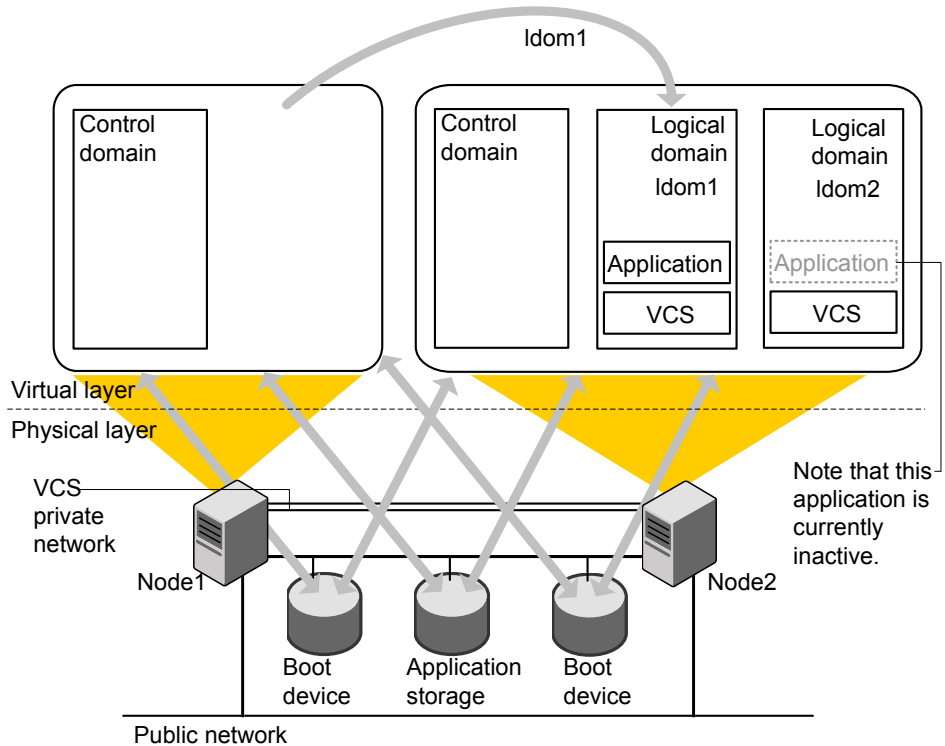 ldom1
Control
domain
Control
domain
Logical
domain
ldom1
Application
VCS
Logical
domain
ldom2
Application
VCS
Virtual layer
Physical layer
VCS
private
network
Note that this
application is
currently
inactive.
Node1
Node2
Boot
device
Application
storage
Boot
device
Public network